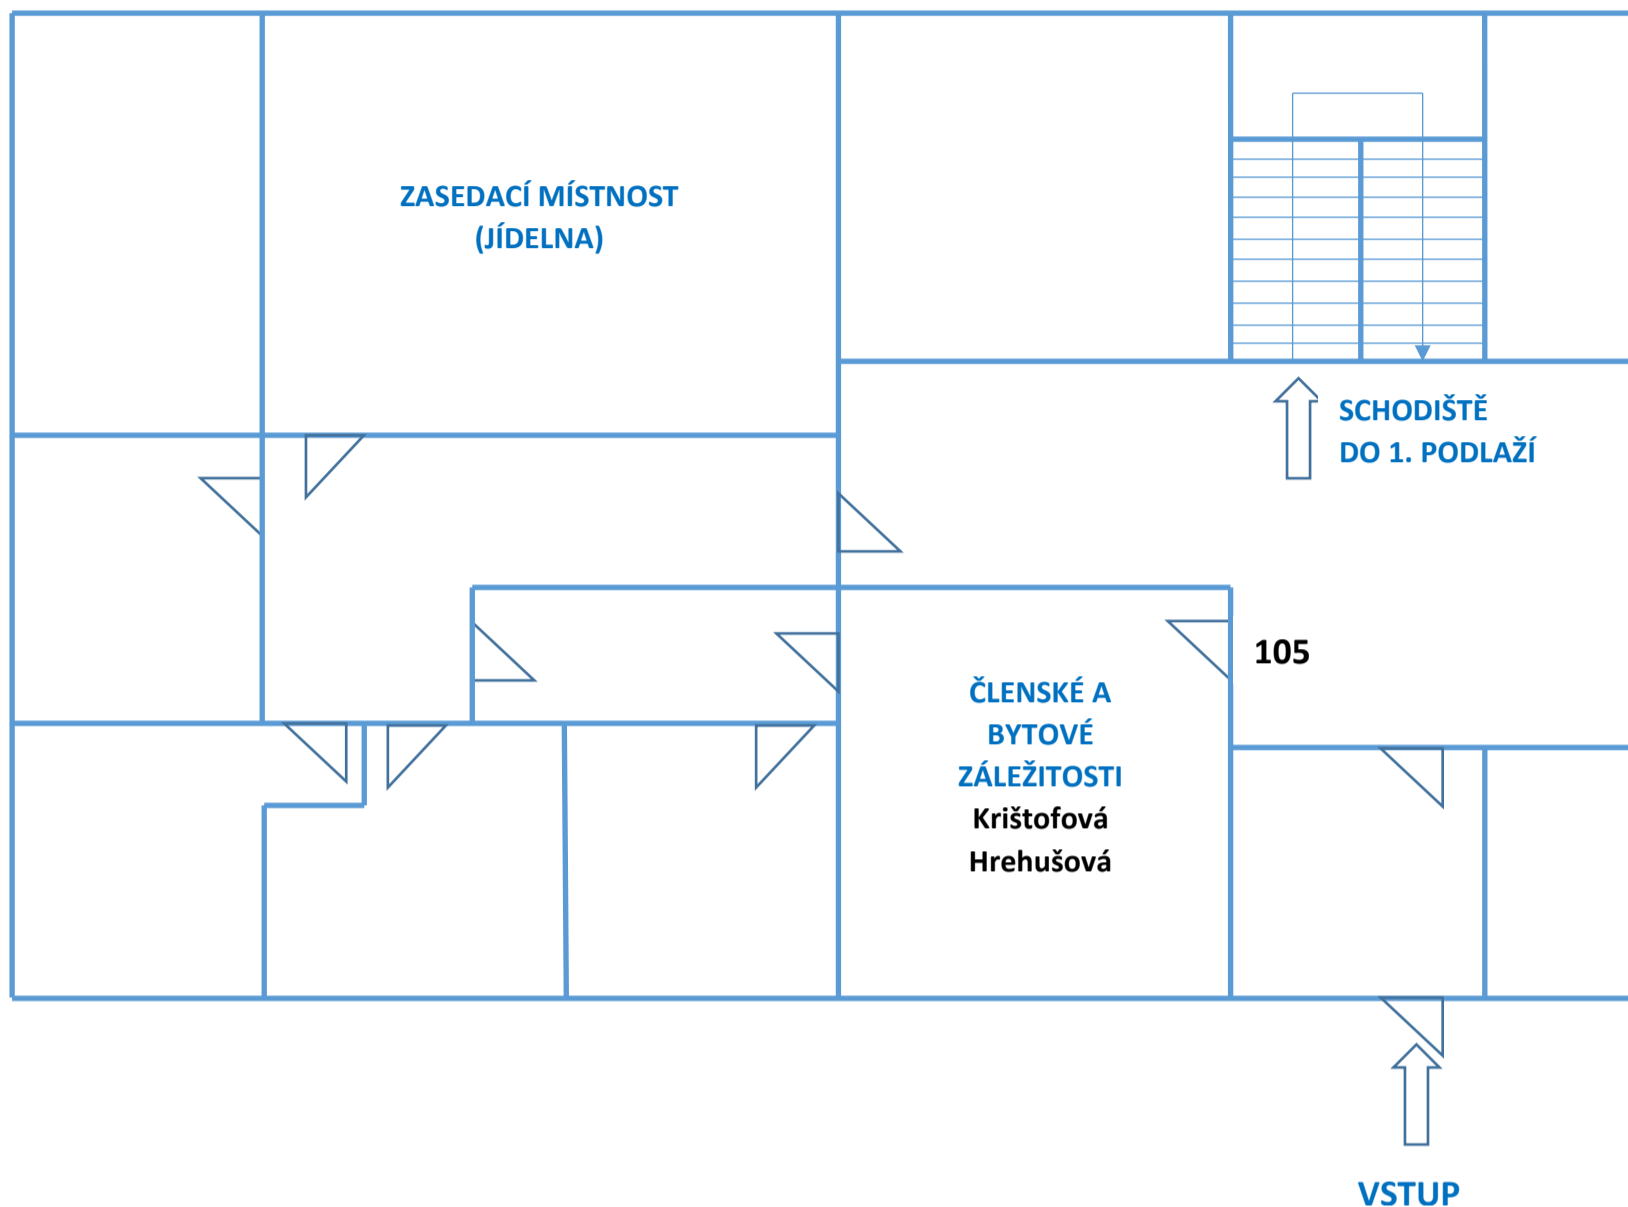 ZASEDACÍ MÍSTNOST
(JÍDELNA)
SCHODIŠTĚ
DO 1. PODLAŽÍ
105
ČLENSKÉ A
BYTOVÉ
ZÁLEŽITOSTI
Krištofová
Hrehušová
VSTUP